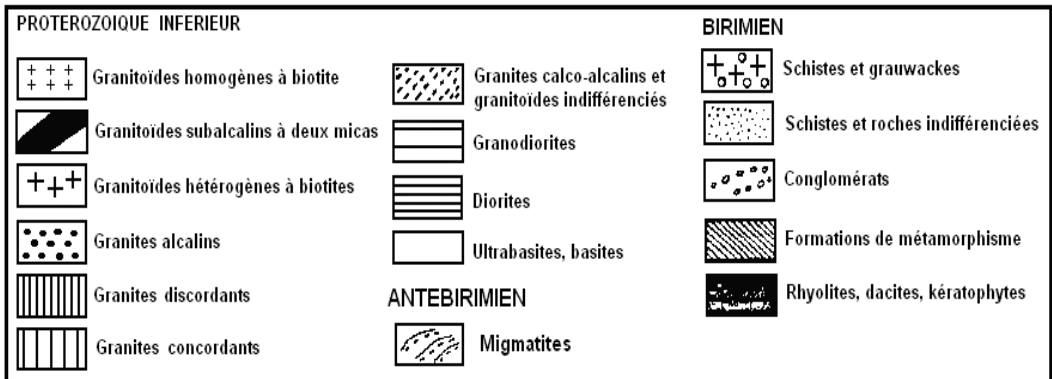 PROTEROZOIQUE INFERIEUR
Granitoïdes homogènes à biotite
Granitoïdes subalcalins à deux micas
Granitoïdes hétérogènes à biotites
Granites alcalins
Granites discordants
Granites concordants
Granites calco-alcalins et
granitoïdes indifférenciés
Granodiorites
Diorites
Ultrabasites, basites
ANTEBIRIMIEN
Migmatites
BIRIMIEN
Schistes et grauwackes
Schistes et roches indifférenciées
Conglomérats
Formations de métamorphisme
Rhyolites, dacites, kératophytes